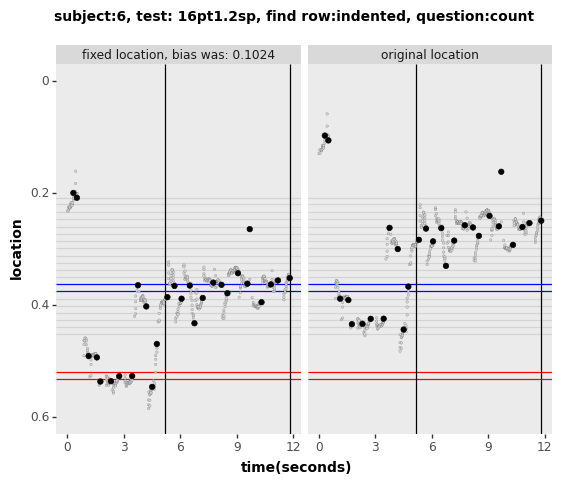 subject:6, test: 16pt1.2sp, find row:indented, question:count
fixed location, bias was: 0.1024
original location
0
0.2
0.4
0.6
location
0 3 6 9 12
0 3 6 9 12
time(seconds)